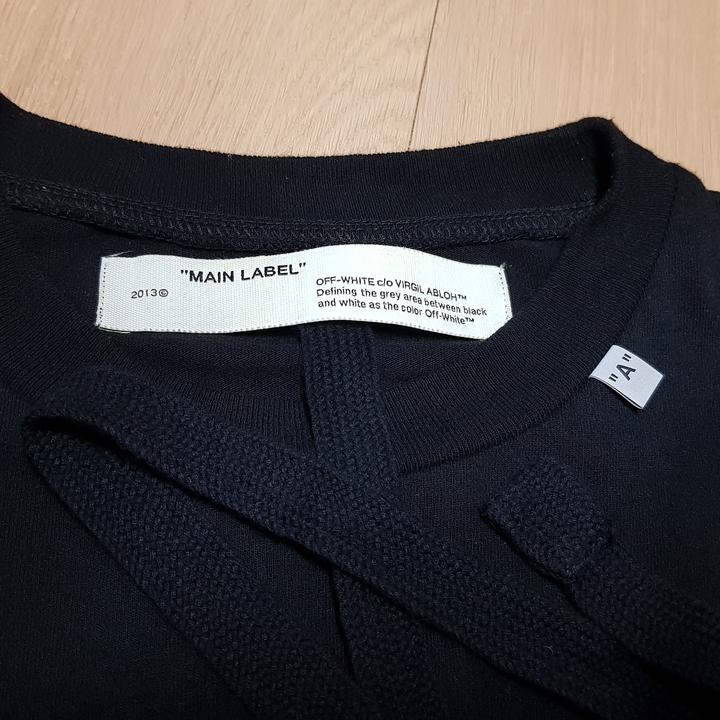 "MAIN LABEL"
2013©
OFF-WHITE c/o VIRGIL ABLOH™
Defining the grey area between black
and white as the color Off-White™
"A"